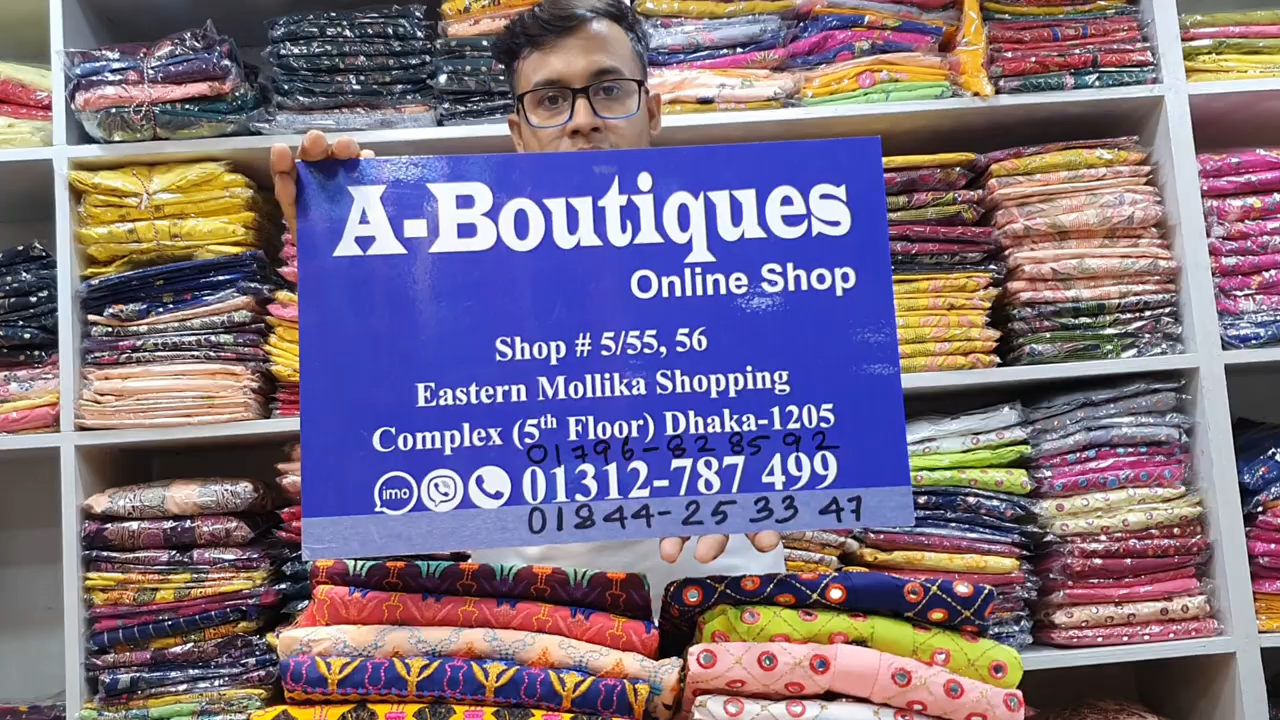 A-Boutiques
Online Shop
Shop # 5/55, 56
Eastern Mollika Shopping
Complex (5th Floor) Dhaka-1205
01796-828592
imo 01312-787 499
01844-25 33 47